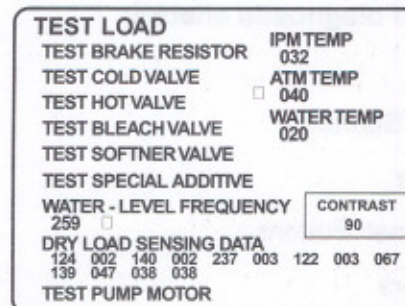 TEST LOAD
TEST BRAKE RESISTOR
IPM TEMP
032
TEST COLD VALVE
ATM TEMP
040
TEST HOT VALVE
WATER TEMP
020
TEST BLEACH VALVE
TEST SOFTNER VALVE
TEST SPECIAL ADDITIVE
WATER - LEVEL FREQUENCY
259
CONTRAST
90
DRY LOAD SENSING DATA
124 002 140 002 237 003 122 003 067
139 047 038 038
TEST PUMP MOTOR